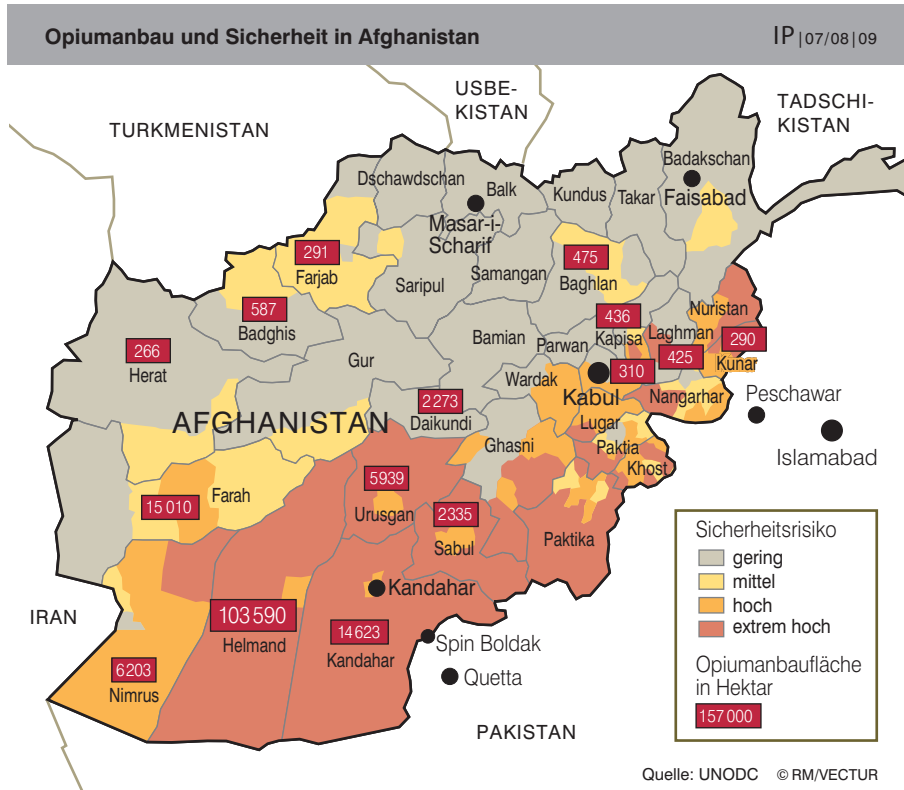 Opiumanbau und Sicherheit in Afghanistan
IP|07/08|09
USBE-
KISTAN
TADSCHI-
KISTAN
TURKMENISTAN
Badakschan
Faisabad
Dschawdschan
Balk
Kundus
Takar
Masar-i-
Scharif
291
Farjab
475
Baghlan
Saripul
Samangan
587
Badghis
436
Kapisa
Nuristan
Laghman
290
Kunar
266
Herat
Bamian
Parwan
425
310
Gur
Wardak
Kabul
Nangarhar
Peschawar
2273
Daikundi
AFGHANISTAN
Lugar
Islamabad
Ghasni
Paktia
Khost
5939
Urusgan
15 010
Farah
2335
Sabul
Paktika
Kandahar
IRAN
103 590
Helmand
14 623
Kandahar
Spin Boldak
6203
Nimrus
Quetta
PAKISTAN
Sicherheitsrisiko
gering
mittel
hoch
extrem hoch
Opiumanbaufläche
in Hektar
157 000
Quelle: UNODC © RM/VECTUR